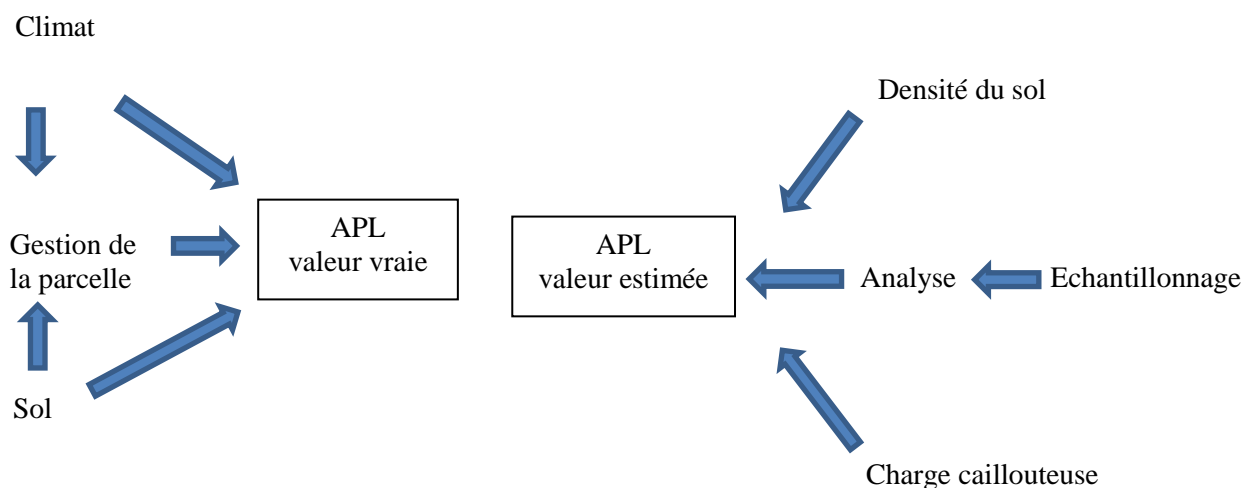 Climat
Densité du sol
Gestion de
la parcelle
APL
valeur vraie
APL
valeur estimée
Analyse
Echantillonnage
Sol
Charge caillouteuse